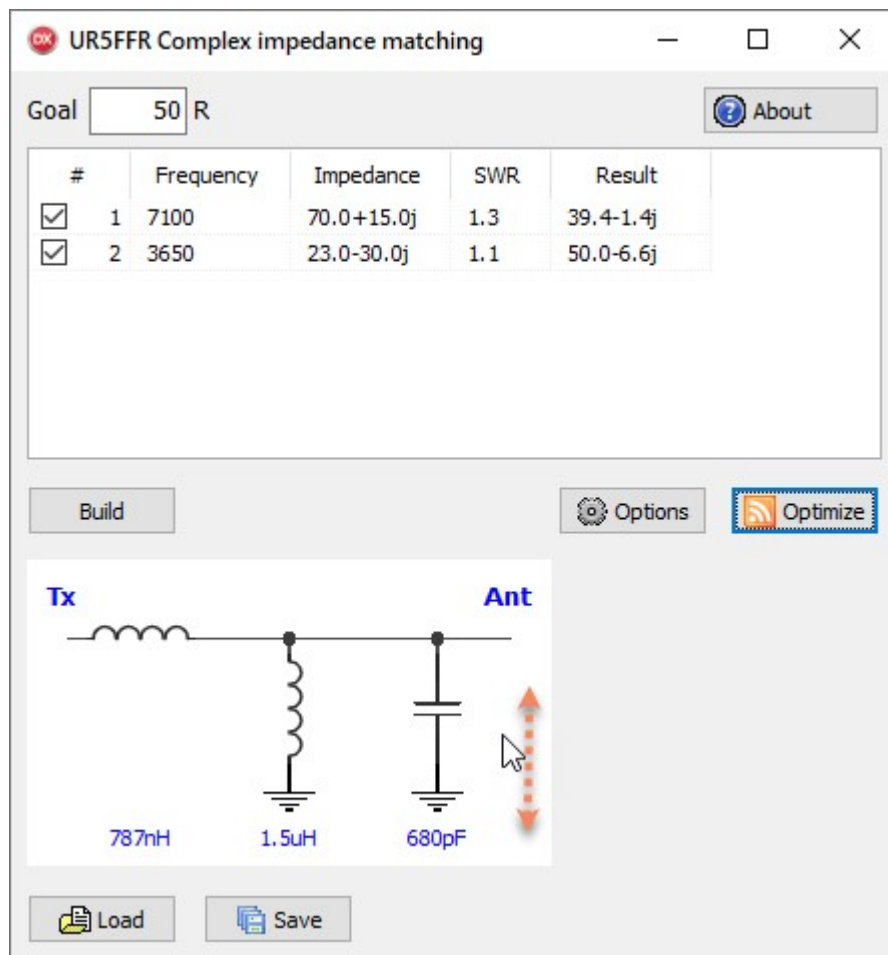 UR5FFR Complex impedance matching
Goal 50 R About
# Frequency Impedance SWR Result
1 7100 70.0+15.0j 1.3 39.4-1.4j
2 3650 23.0-30.0j 1.1 50.0-6.6j
Build Options Optimize
Tx Ant
787nH 1.5uH 680pF
Load Save